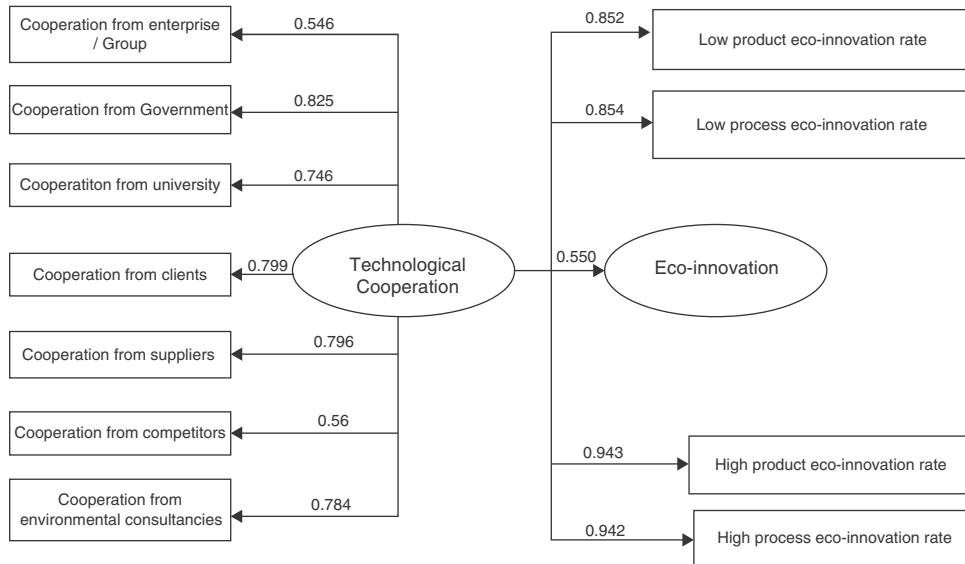 Cooperation from enterprise
/ Group
0.546
Cooperation from Government
0.825
Cooperatiton from university
0.746
Cooperation from clients
0.799
Cooperation from suppliers
0.796
Cooperation from competitors
0.56
Cooperation from
environmental consultancies
0.784
Technological
Cooperation
0.852
Low product eco-innovation rate
0.854
Low process eco-innovation rate
0.550
Eco-innovation
0.943
High product eco-innovation rate
0.942
High process eco-innovation rate